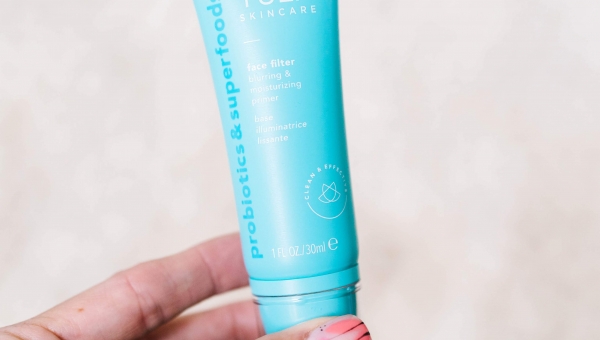 SKINCARE
face filter
blurring &
moisturizing
primer
base
illuminatrice
lissante
probiotics & superfoods
CLEAN & EFFECTIVE
1 FL OZ/30ml ℮